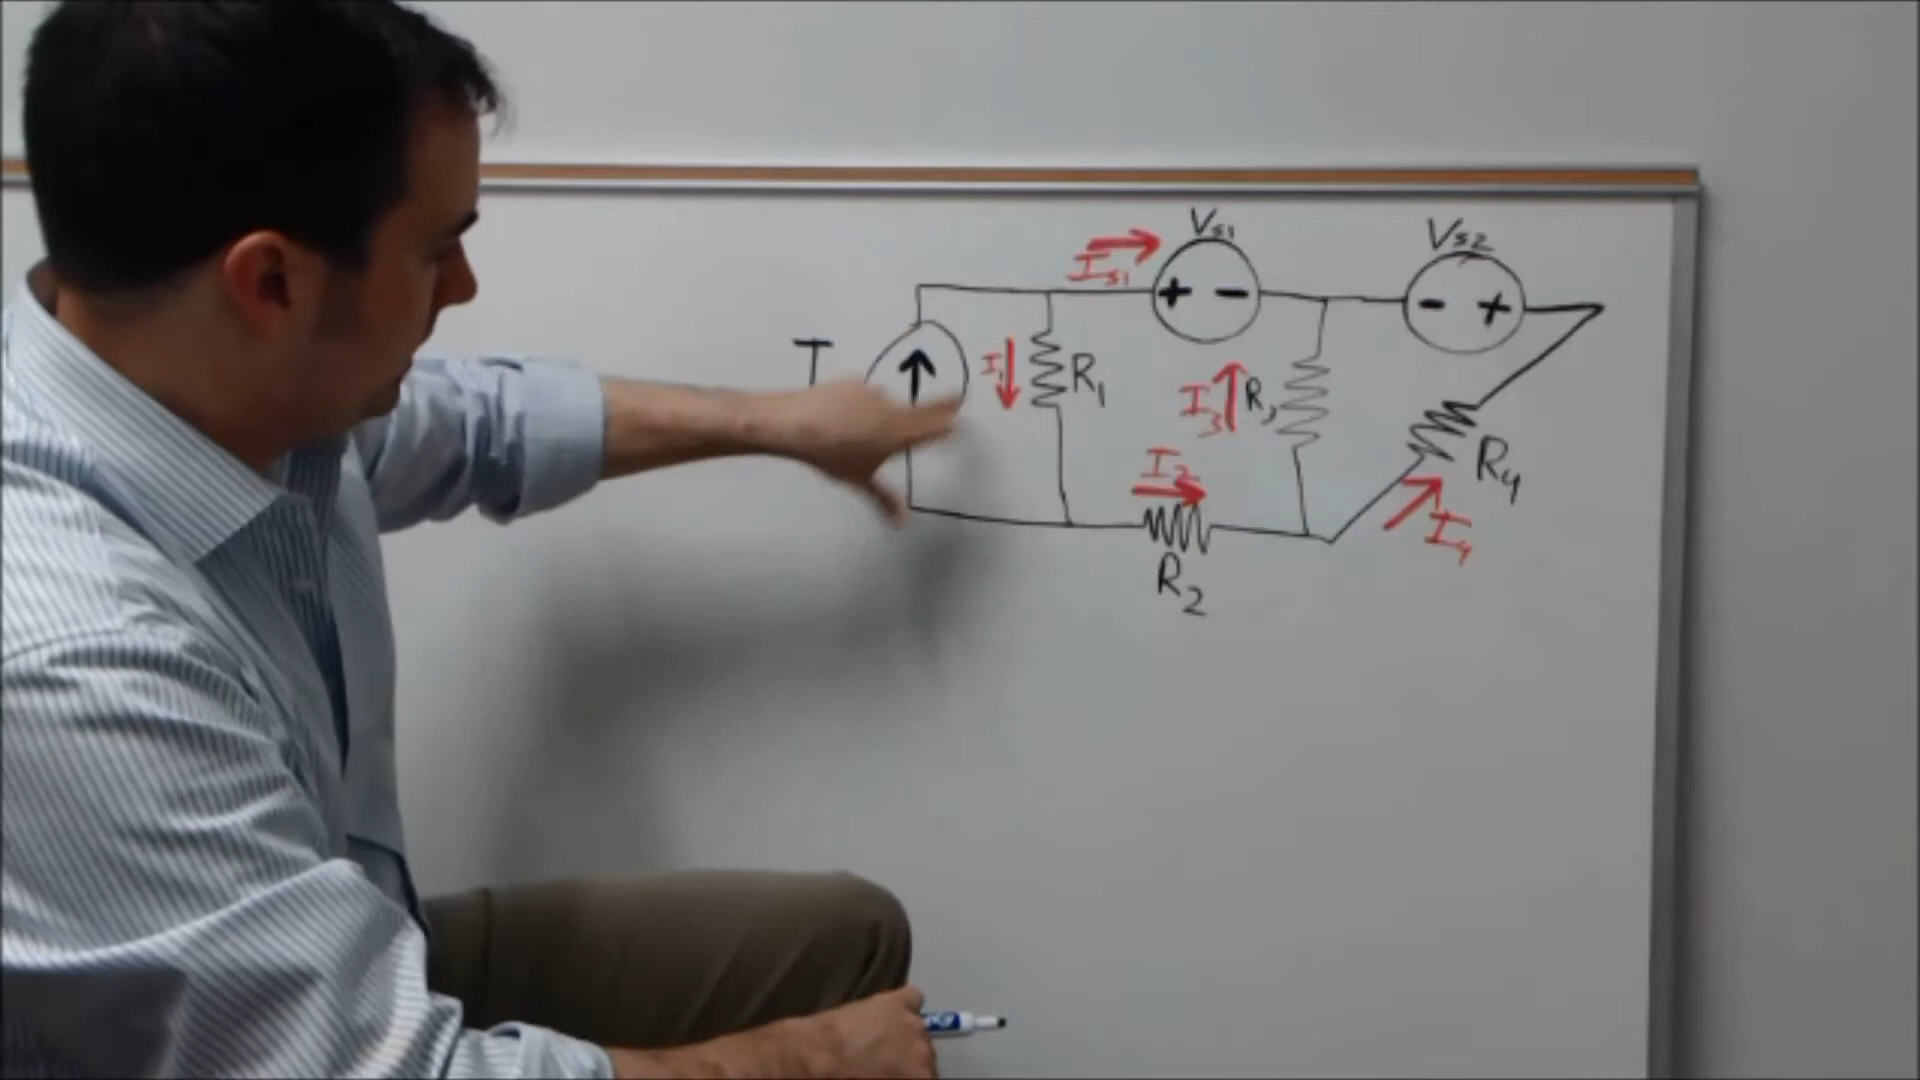 Vs1
Vs2
Is1
+ -
- +
I
I1
R1
I3
R3
I2
R4
I4
R2